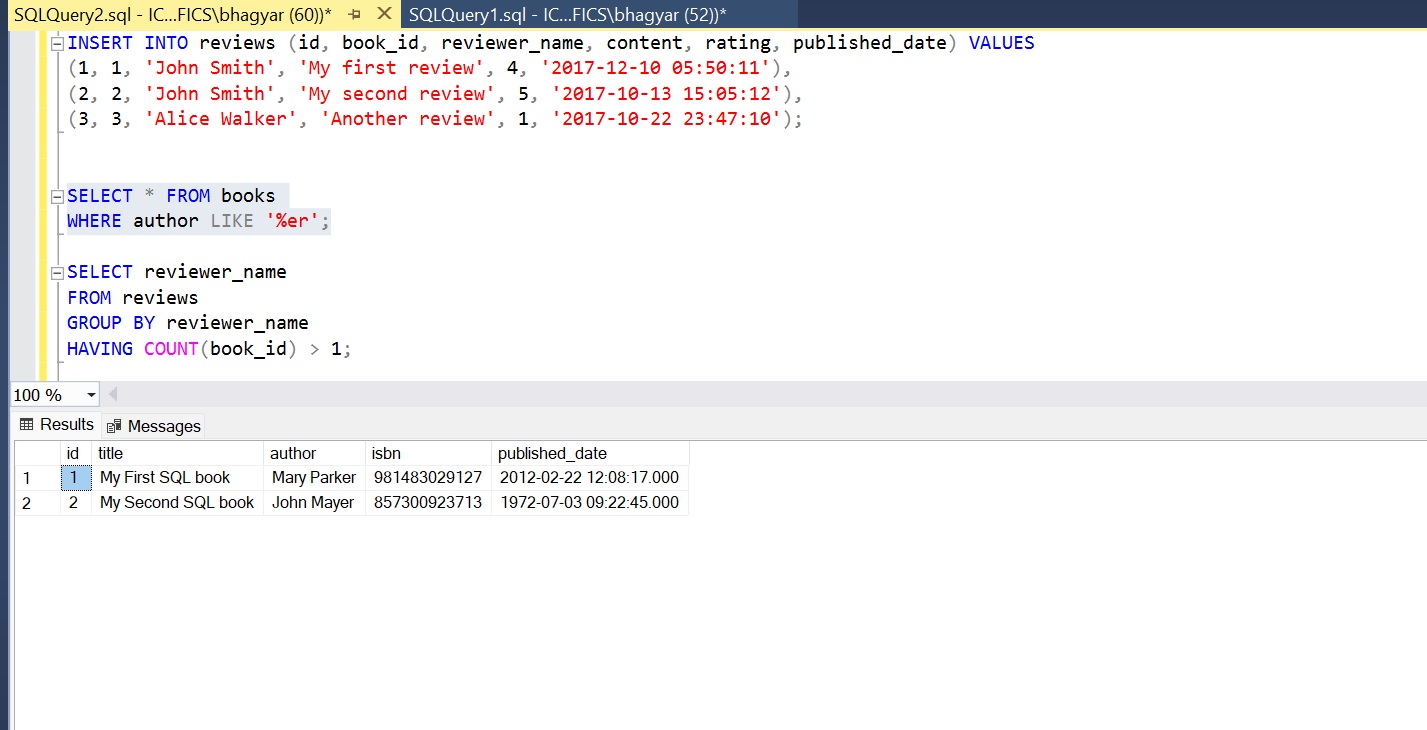 SQLQuery2.sql - IC...FICS\bhagyar (60))* SQLQuery1.sql - IC...FICS\bhagyar (52))*
INSERT INTO reviews (id, book_id, reviewer_name, content, rating, published_date) VALUES
(1, 1, 'John Smith', 'My first review', 4, '2017-12-10 05:50:11'),
(2, 2, 'John Smith', 'My second review', 5, '2017-10-13 15:05:12'),
(3, 3, 'Alice Walker', 'Another review', 1, '2017-10-22 23:47:10');
SELECT * FROM books
WHERE author LIKE '%er';
SELECT reviewer_name
FROM reviews
GROUP BY reviewer_name
HAVING COUNT(book_id) > 1;
100 %
Results Messages
id title author isbn published_date
1 1 My First SQL book Mary Parker 981483029127 2012-02-22 12:08:17.000
2 2 My Second SQL book John Mayer 857300923713 1972-07-03 09:22:45.000